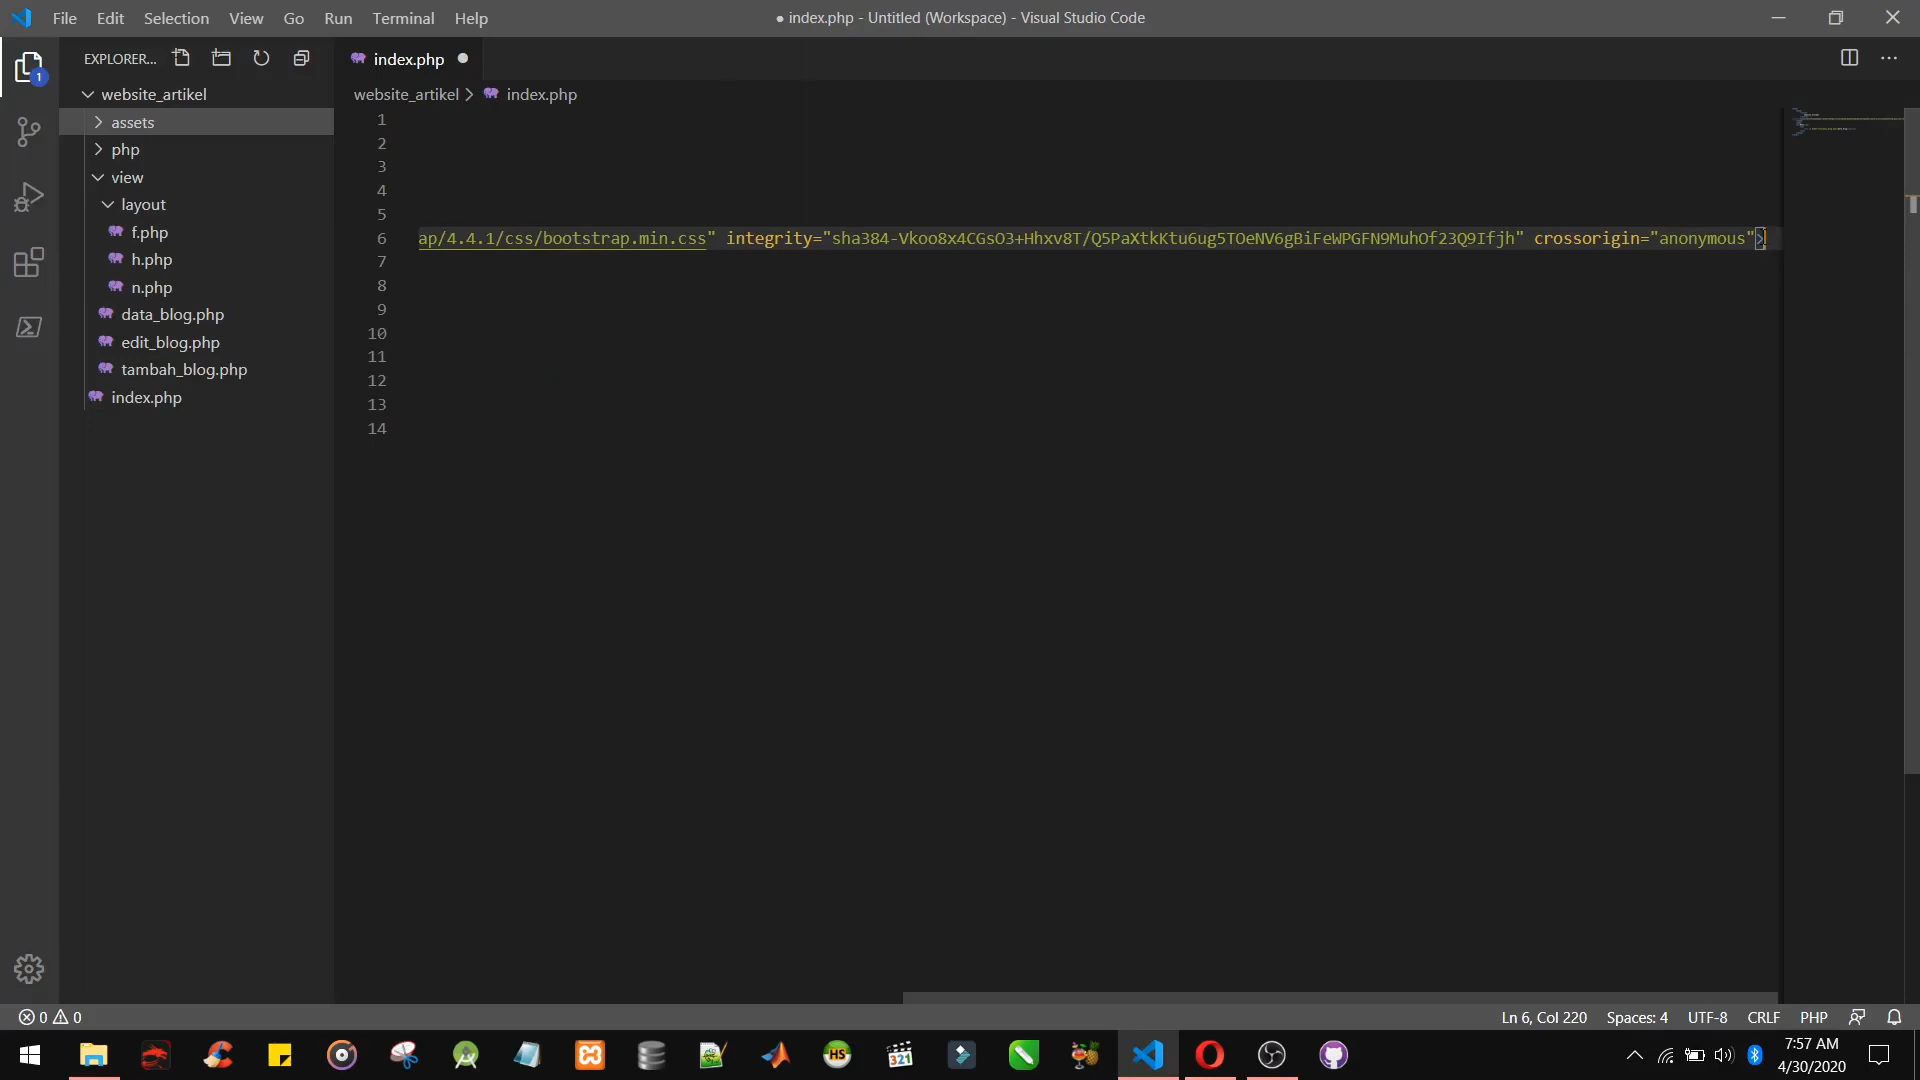 File Edit Selection View Go Run Terminal Help
● index.php - Untitled (Workspace) - Visual Studio Code
EXPLORER...
index.php
website_artikel
assets
php
view
layout
f.php
h.php
n.php
data_blog.php
edit_blog.php
tambah_blog.php
index.php
website_artikel > index.php
1
2
3
4
5
6 ap/4.4.1/css/bootstrap.min.css" integrity="sha384-Vkoo8x4CGsO3+Hhxv8T/Q5PaXtkKtu6ug5TOeNV6gBiFeWPGFN9MuhOf23Q9Ifjh" crossorigin="anonymous">
7
8
9
10
11
12
13
14
1
0 0
Ln 6, Col 220 Spaces: 4 UTF-8 CRLF PHP
HS
321
7:57 AM
4/30/2020